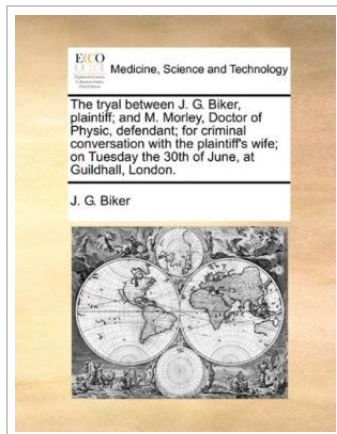 ECCO
Medicine, Science and Technology
The tryal between J. G. Biker,
plaintiff; and M. Morley, Doctor of
Physic, defendant; for criminal
conversation with the plaintiff's wife;
on Tuesday the 30th of June, at
Guildhall, London.
J. G. Biker